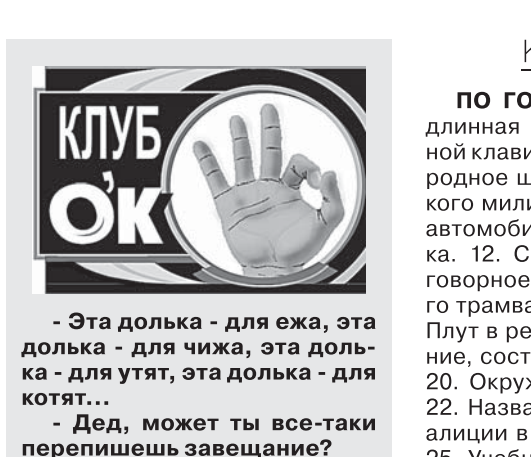 КЛУБ
О'К
- Эта долька - для ежа, эта
долька - для чижа, эта доль-
ка - для утят, эта долька - для
котят...
- Дед, может ты все-таки
перепишешь завещание?
ПО ГО
длинная
ной клави
родное ш
кого мили
автомоби
ка. 12. С
говорное
го трамва
Плут в ре
ние, сост
20. Окруж
22. Назва
алиции в